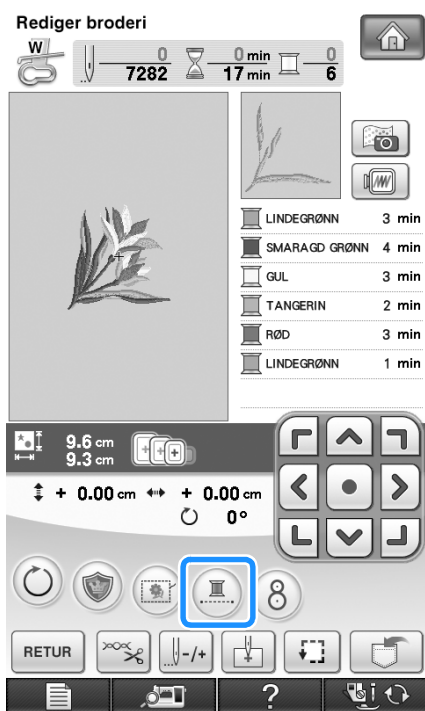 Rediger broderi
W
0 0 min 0
7282 17 min 6
LINDEGRØNN 3 min
SMARAGD GRØNN 4 min
GUL 3 min
TANGERIN 2 min
RØD 3 min
LINDEGRØNN 1 min
9.6 cm
9.3 cm
+ 0.00 cm + 0.00 cm
0°
8
RETUR -/+
? i